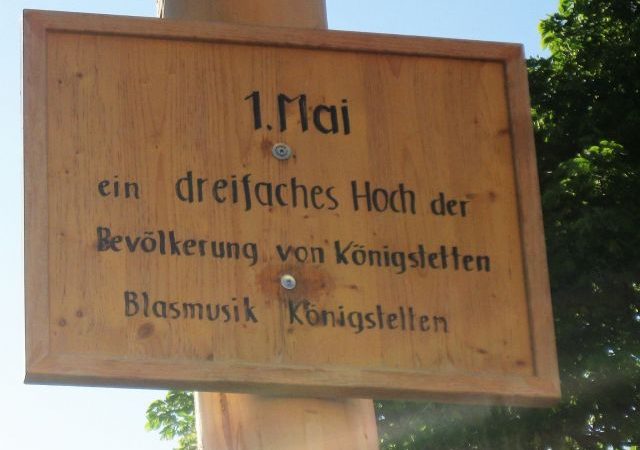 1. Mai
ein dreifaches Hoch der
Bevölkerung von Königstetten
Blasmusik Königstetten